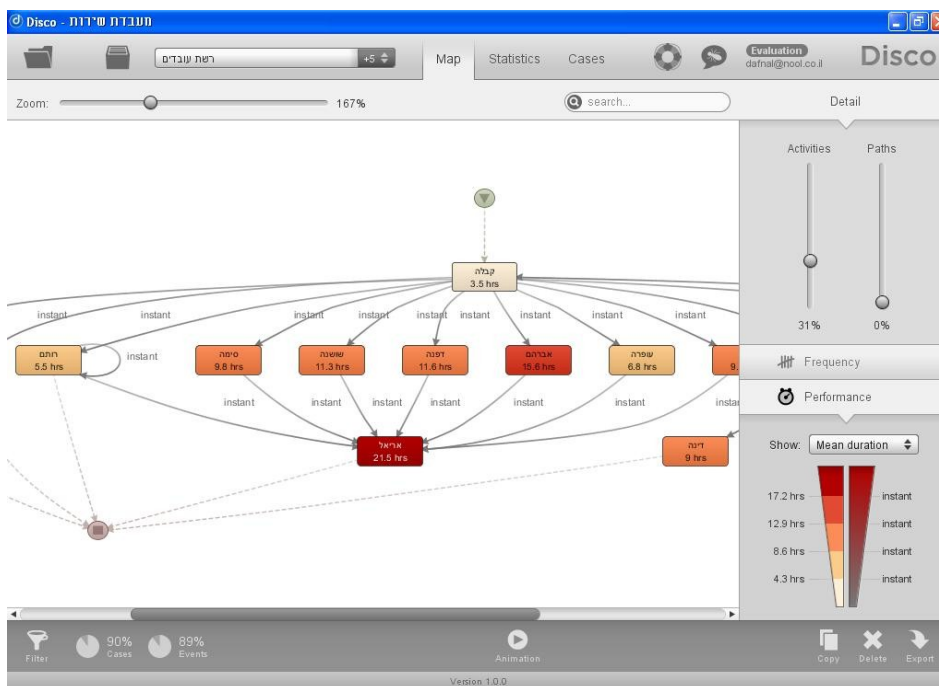 Disco - מעבדת שירות
רשת עובדים
+5
Map
Statistics
Cases
Evaluation
dafnal@nool.co.il
Disco
Zoom:
167%
search...
Detail
Activities
Paths
31%
0%
Frequency
Performance
Show:
Mean duration
17.2 hrs
instant
12.9 hrs
instant
8.6 hrs
instant
4.3 hrs
instant
קבלה
3.5 hrs
instant
instant
instant
instant
instant
instant
instant
instant
instant
רותם
5.5 hrs
instant
סימה
9.8 hrs
שושנה
11.3 hrs
דפנה
11.6 hrs
אברהם
15.6 hrs
עופרה
6.8 hrs
9.
instant
instant
instant
instant
instant
instant
אריאל
21.5 hrs
דינה
9 hrs
Filter
90%
Cases
89%
Events
Animation
Copy
Delete
Export
Version 1.0.0